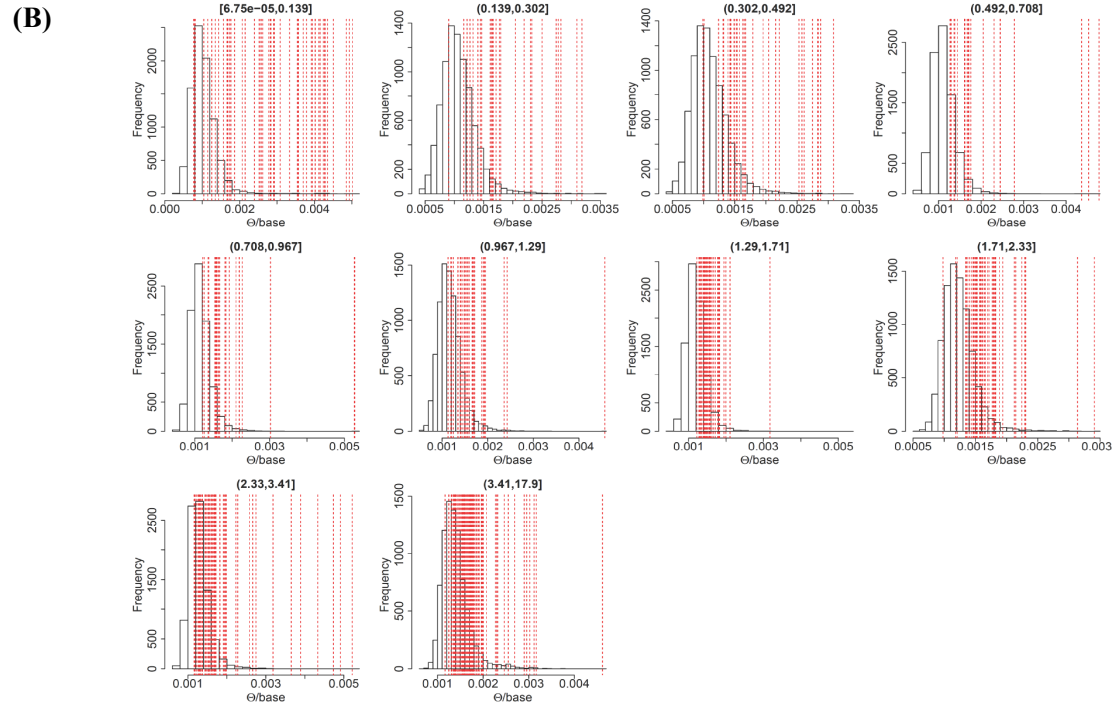 (B)
[6.75e−05,0.139]
(0.139,0.302]
(0.302,0.492]
(0.492,0.708]
Frequency
0 500 1000 2000
0.000 0.002 0.004
Θ/base
Frequency
0 200 600 1000 1400
0.0005 0.0015 0.0025 0.0035
Θ/base
Frequency
0 200 600 1000 1400
0.0005 0.0015 0.0025 0.0035
Θ/base
Frequency
0 500 1000 1500 2000 2500
0.001 0.002 0.003 0.004
Θ/base
(0.708,0.967]
(0.967,1.29]
(1.29,1.71]
(1.71,2.33]
Frequency
0 500 1500 2500
0.001 0.003 0.005
Θ/base
Frequency
0 500 1000 1500
0.001 0.002 0.003 0.004
Θ/base
Frequency
0 500 1500 2500
0.001 0.003 0.005
Θ/base
Frequency
0 500 1000 1500
0.0005 0.0015 0.0025 0.003
Θ/base
(2.33,3.41]
(3.41,17.9]
Frequency
0 500 1500 2500
0.001 0.003 0.005
Θ/base
Frequency
0 500 1000 1500
0.001 0.002 0.003 0.004
Θ/base